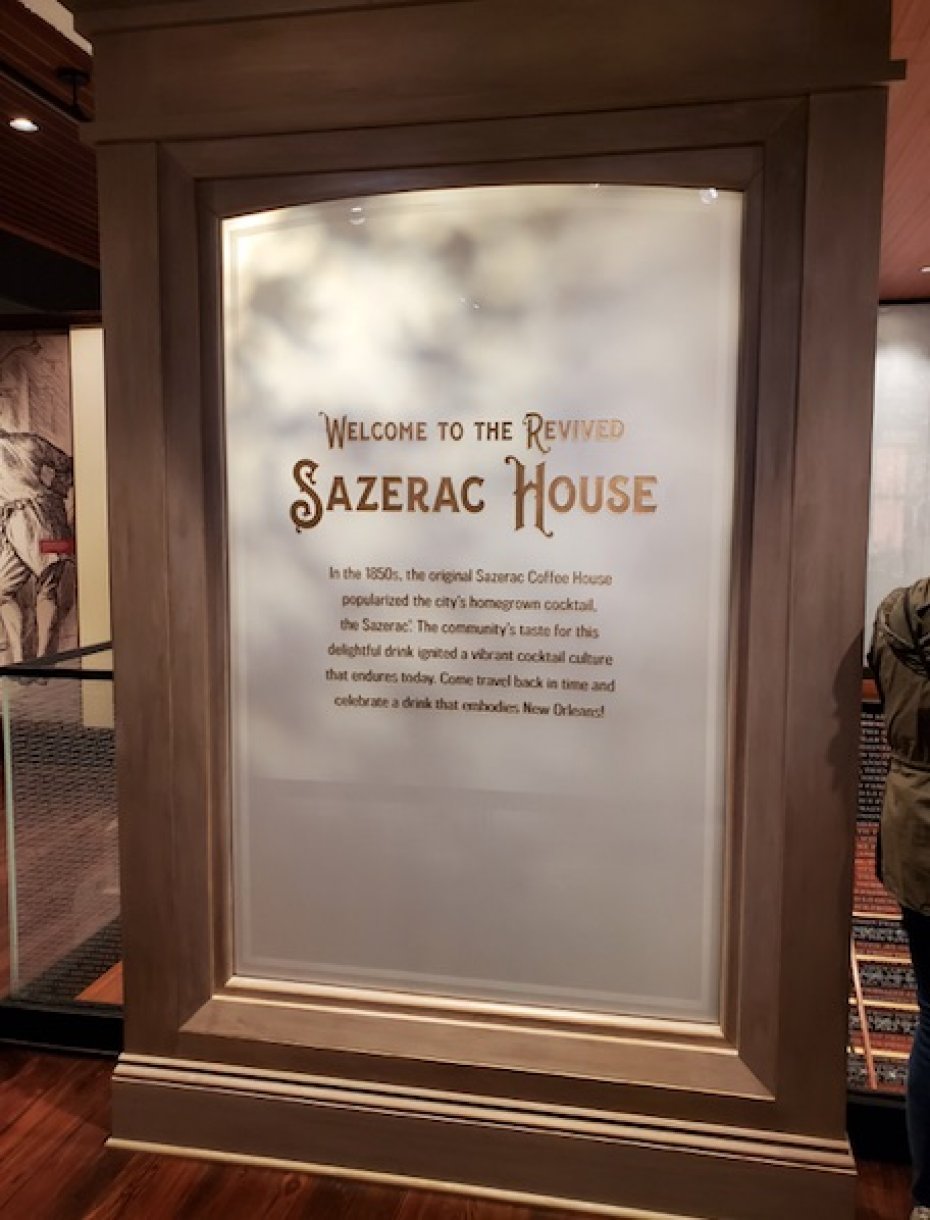 Welcome to the Revived
Sazerac House
In the 1850s, the original Sazerac Coffee House
popularized the city's homegrown cocktail,
the Sazerac®. The community's taste for this
delightful drink ignited a vibrant cocktail culture
that endures today. Come travel back in time and
celebrate a drink that embodies New Orleans!